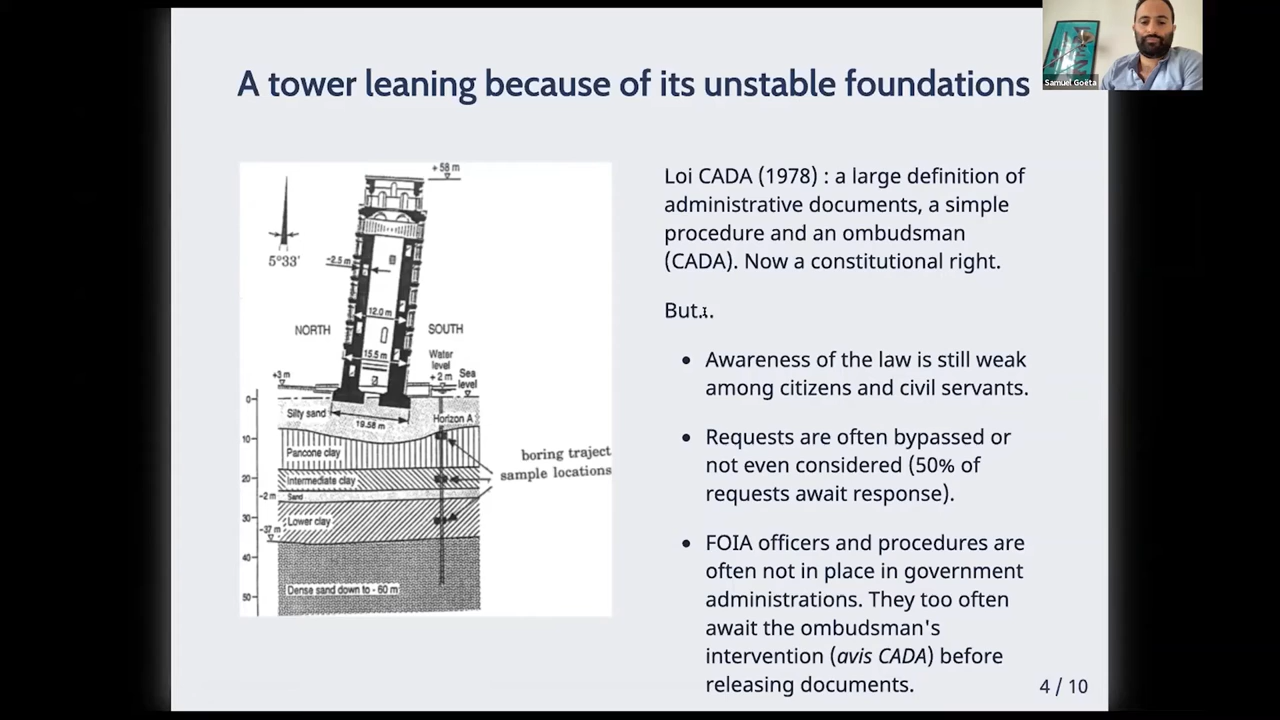 Samuel Goëta
A tower leaning because of its unstable foundations
+58 m
5°33'
~2.5 m
12.0 m
NORTH
SOUTH
15.5 m
Water
level
+3 m
+2 m
Sea
level
0
Silty sand
19.58 m
Horizon A
10
Pancone clay
boring traject
sample locations
20
Intermediate clay
-2 m
Sand
30
Lower clay
-37 m
40
50
Dense sand down to - 60 m
Loi CADA (1978) : a large definition of
administrative documents, a simple
procedure and an ombudsman
(CADA). Now a constitutional right.
But...
• Awareness of the law is still weak
among citizens and civil servants.
• Requests are often bypassed or
not even considered (50% of
requests await response).
• FOIA officers and procedures are
often not in place in government
administrations. They too often
await the ombudsman's
intervention (avis CADA) before
releasing documents.
4 / 10